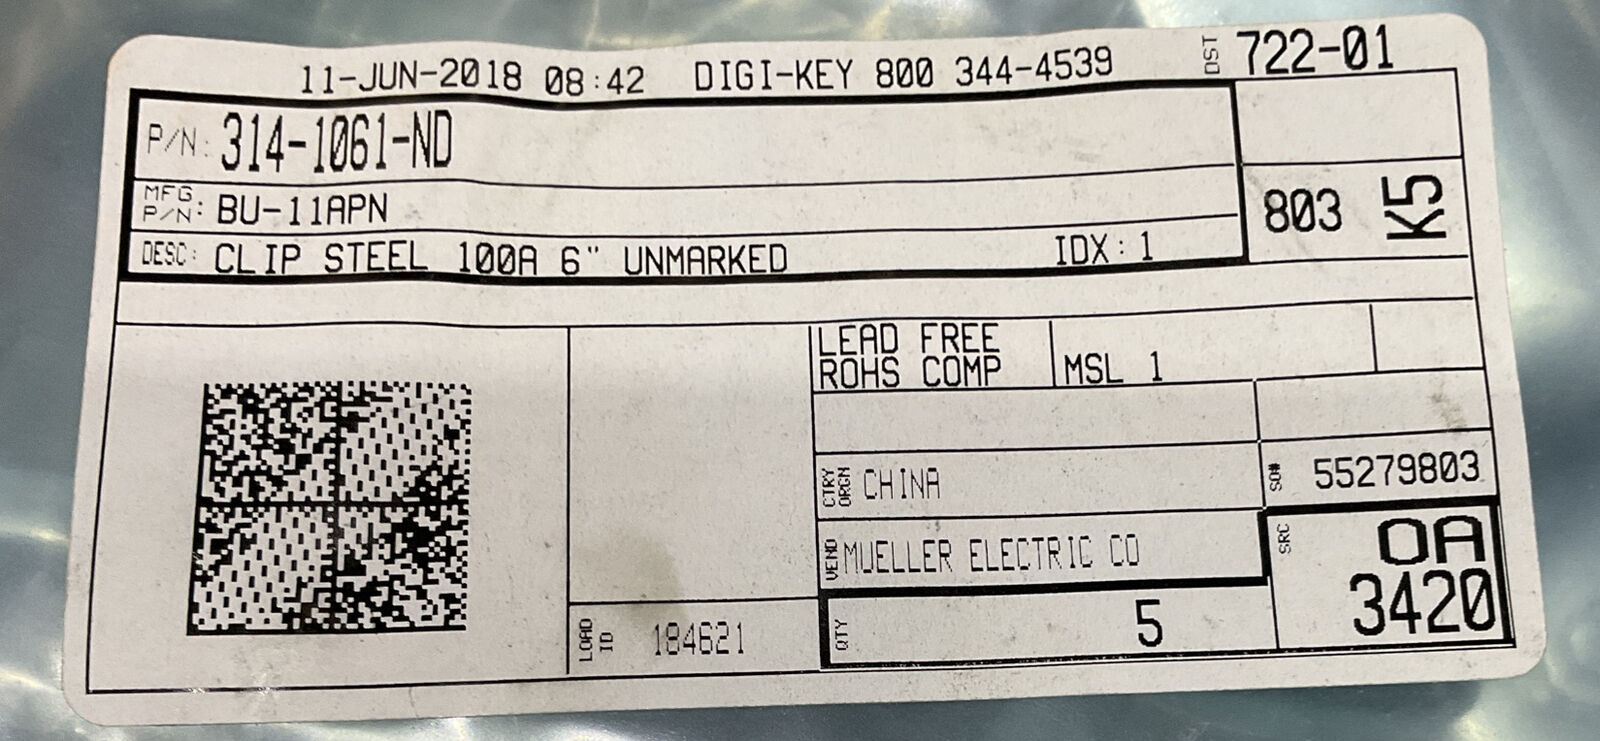 11-JUN-2018 08:42 DIGI-KEY 800 344-4539
DST 722-01
P/N: 314-1061-ND
MFG. P/N: BU-11APN
803 K5
DESC: CLIP STEEL 100A 6" UNMARKED IDX: 1
LEAD FREE
ROHS COMP
MSL 1
CTRY ORGN CHINA
SO# 55279803
VEND MUELLER ELECTRIC CO
SRC OA
3420
LOAD ID 184621
QTY 5